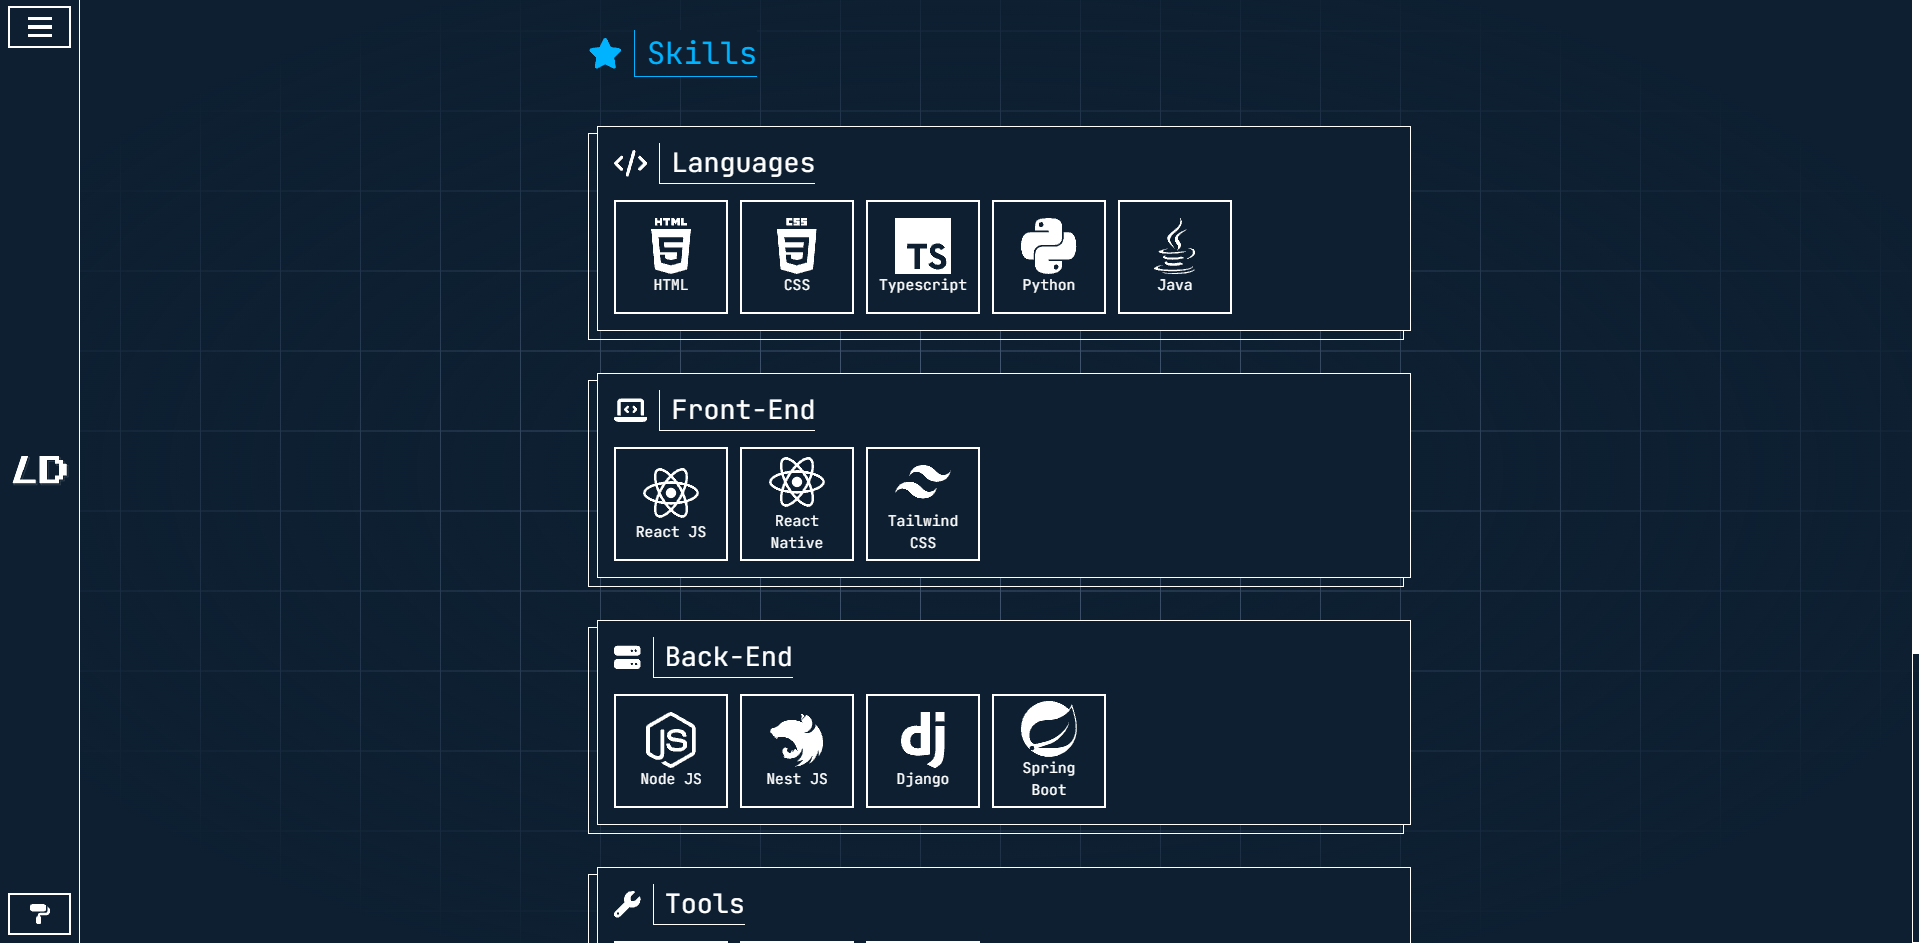 Skills
Languages
HTML
HTML
CSS
CSS
TS
Typescript
Python
Java
Front-End
React JS
React
Native
Tailwind
CSS
LD
Back-End
JS
Node JS
Nest JS
dj
Django
Spring
Boot
Tools